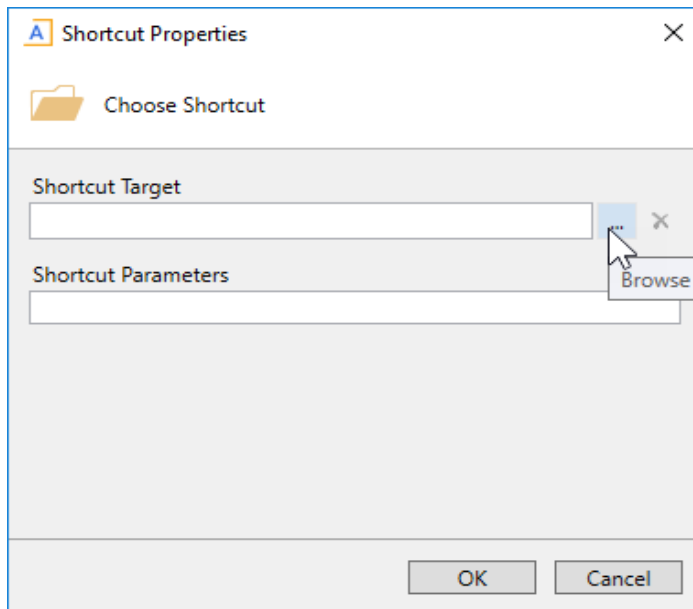 A Shortcut Properties
Choose Shortcut
Shortcut Target
...
Browse
Shortcut Parameters
OK Cancel